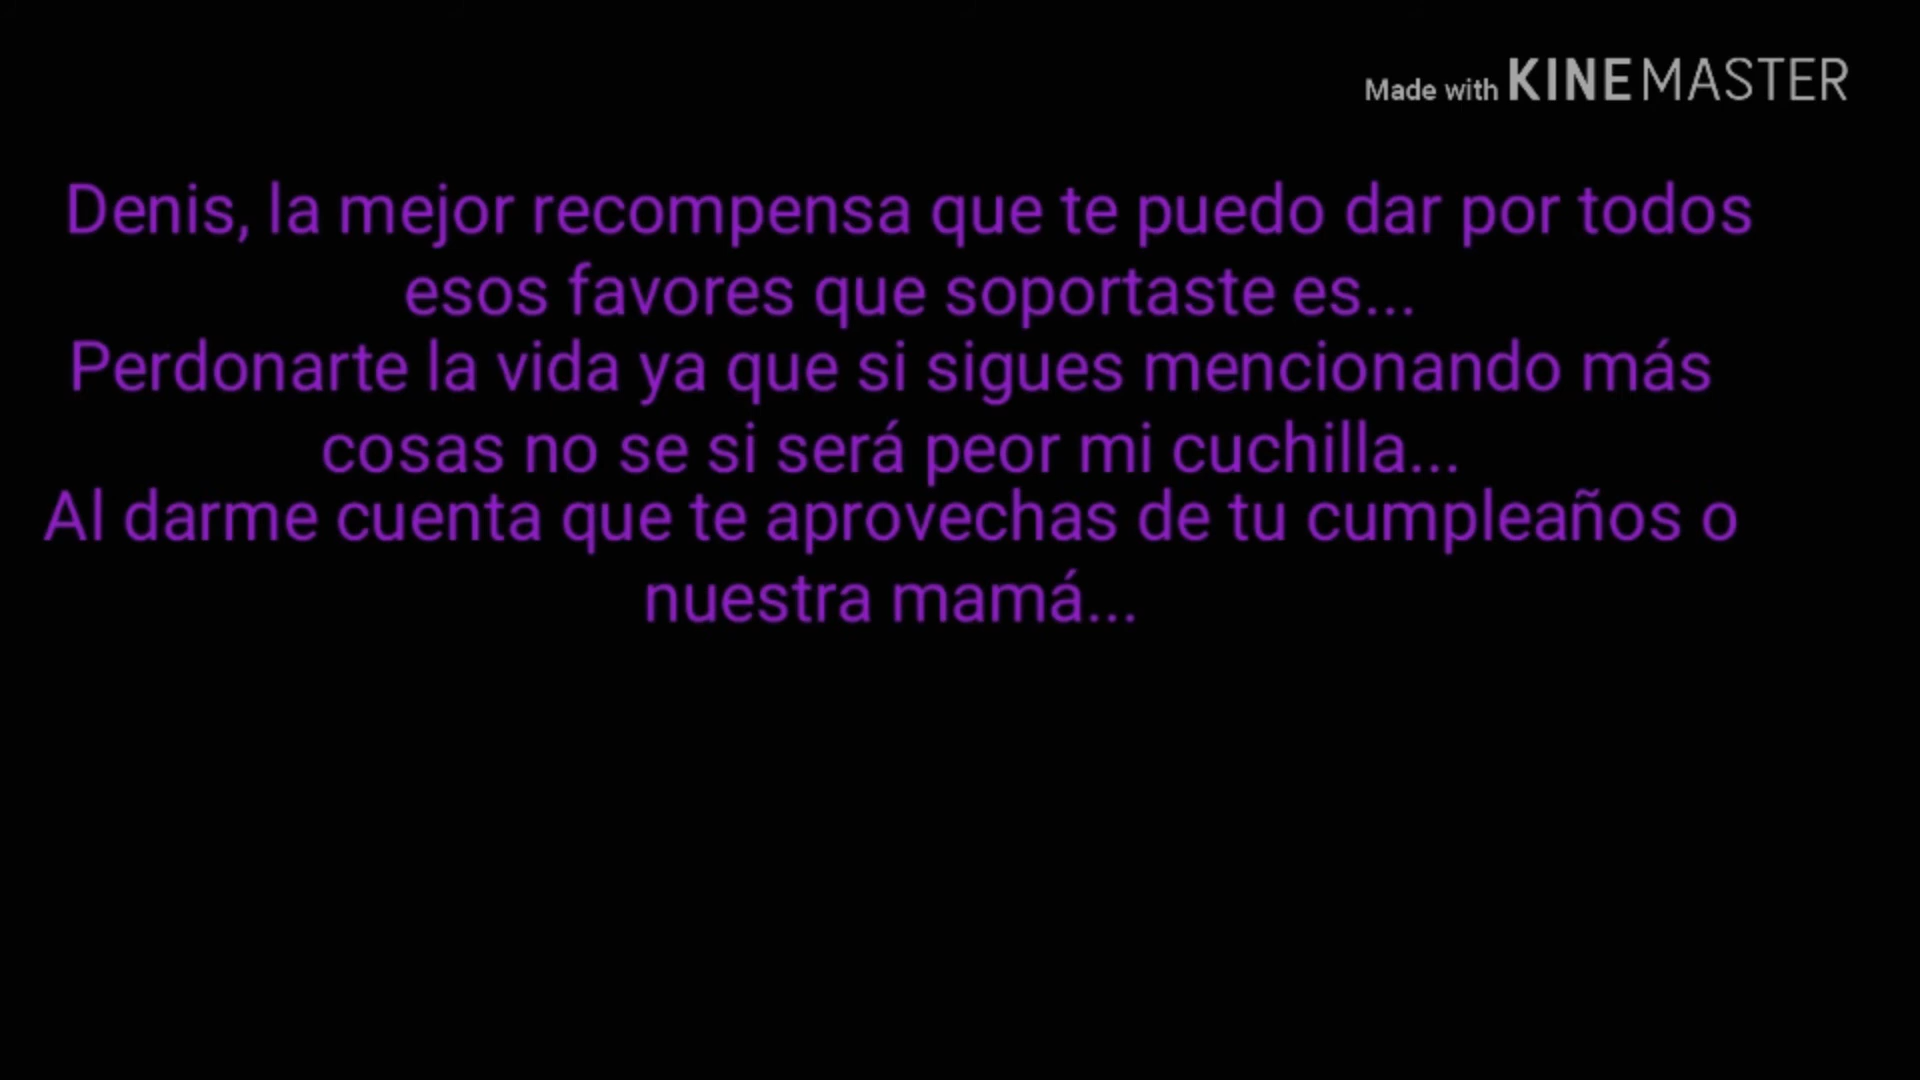 Made with KINEMASTER
Denis, la mejor recompensa que te puedo dar por todos
esos favores que soportaste es...
Perdonarte la vida ya que si sigues mencionando más
cosas no se si será peor mi cuchilla...
Al darme cuenta que te aprovechas de tu cumpleaños o
nuestra mamá...